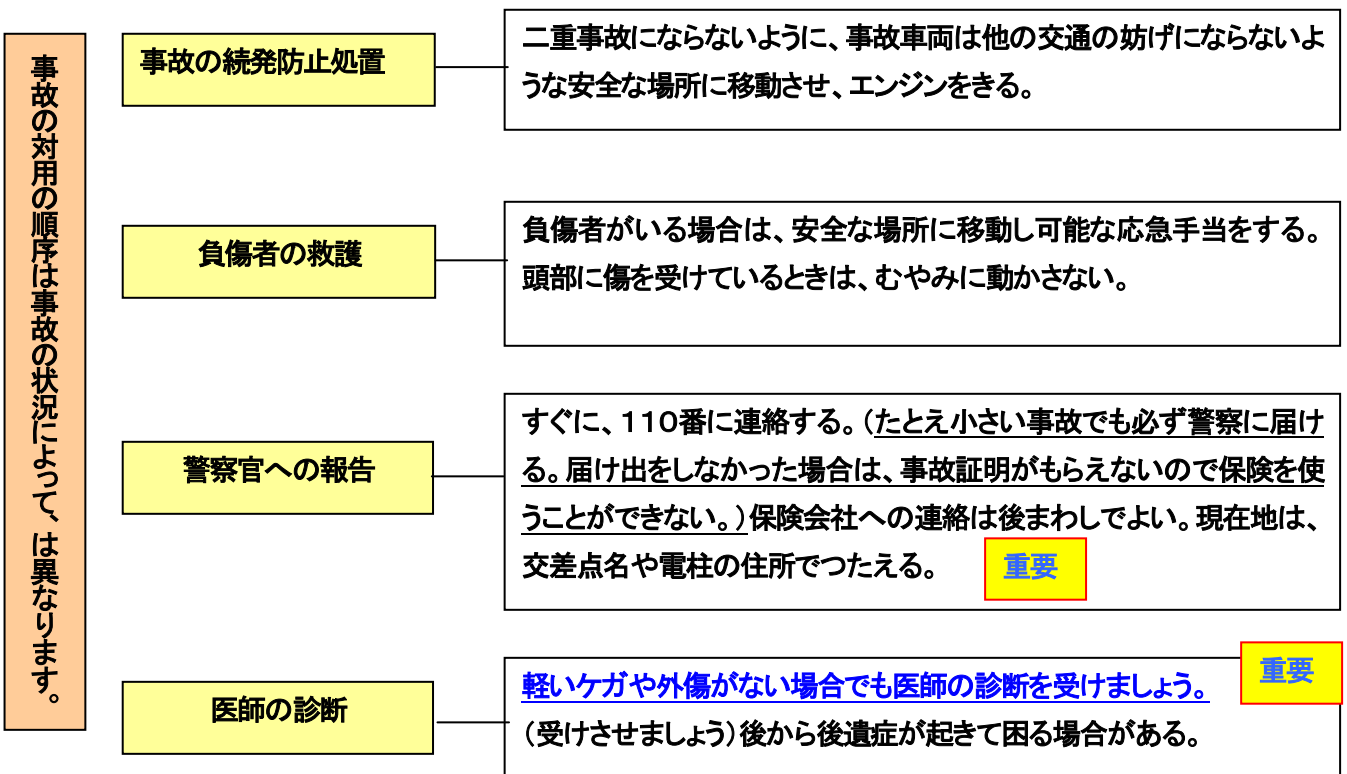 事故の対用の順序は事故の状況によって、は異なります。
事故の続発防止処置
二重事故にならないように、事故車両は他の交通の妨げにならないよ
うな安全な場所に移動させ、エンジンをきる。
負傷者の救護
負傷者がいる場合は、安全な場所に移動し可能な応急手当をする。
頭部に傷を受けているときは、むやみに動かさない。
警察官への報告
すぐに、110番に連絡する。（たとえ小さい事故でも必ず警察に届け
る。届け出をしなかった場合は、事故証明がもらえないので保険を使
うことができない。）保険会社への連絡は後まわしでよい。現在地は、
交差点名や電柱の住所でつたえる。
重要
医師の診断
重要
軽いケガや外傷がない場合でも医師の診断を受けましょう。
（受けさせましょう）後から後遺症が起きて困る場合がある。